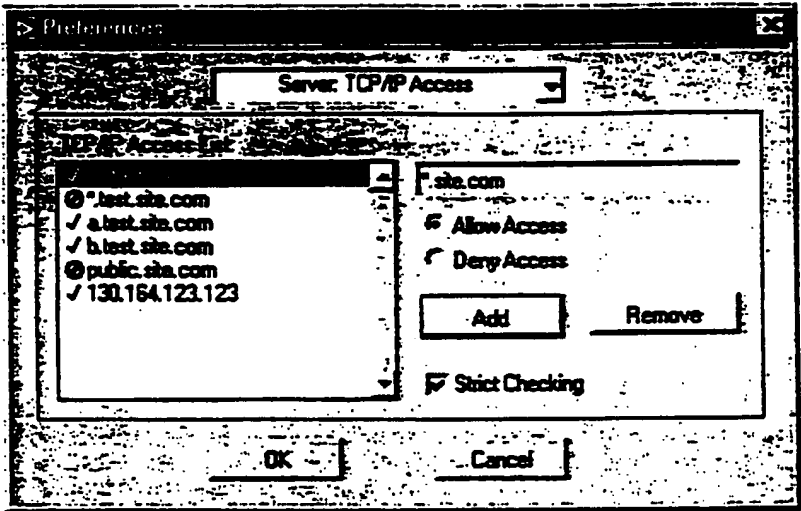 Preferences
Server: TCP/IP Access
TCP/IP Access List:
*.site.com
*.test.site.com
✓ a.test.site.com
✓ b.test.site.com
public.site.com
✓ 130.164.123.123
Allow Access
Deny Access
Add
Remove
Strict Checking
OK
Cancel